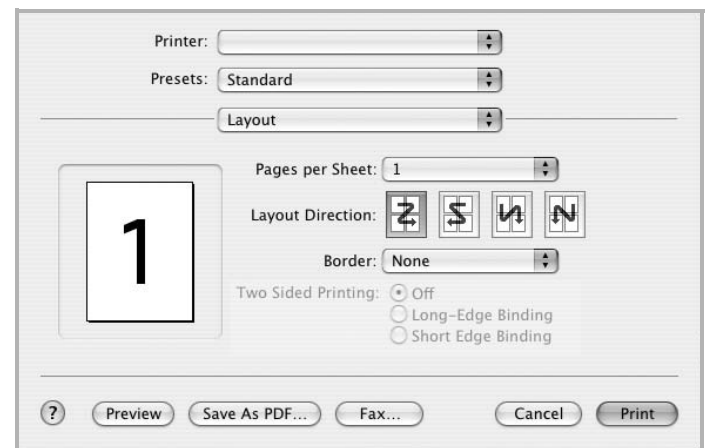 Printer:
Presets: Standard
Layout
Pages per Sheet: 1
1
Layout Direction:
Border: None
Two Sided Printing: Off
Long-Edge Binding
Short Edge Binding
? Preview Save As PDF... Fax... Cancel Print